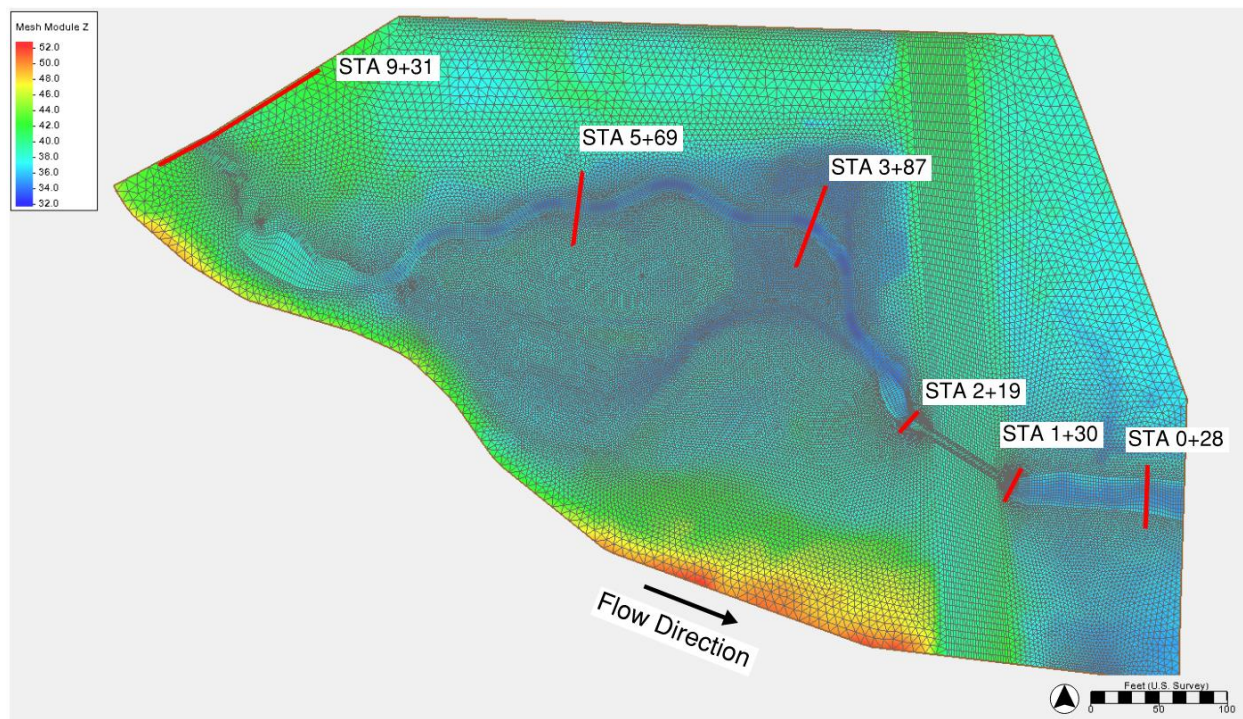 Mesh Module Z
52.0
48.0
46.0
44.0
42.0
40.0
38.0
36.0
34.0
32.0
STA 9+31
STA 5+69
STA 3+87
STA 2+19
STA 1+30
STA 0+28
Flow Direction
Feet (U.S. Survey)
0 50 100